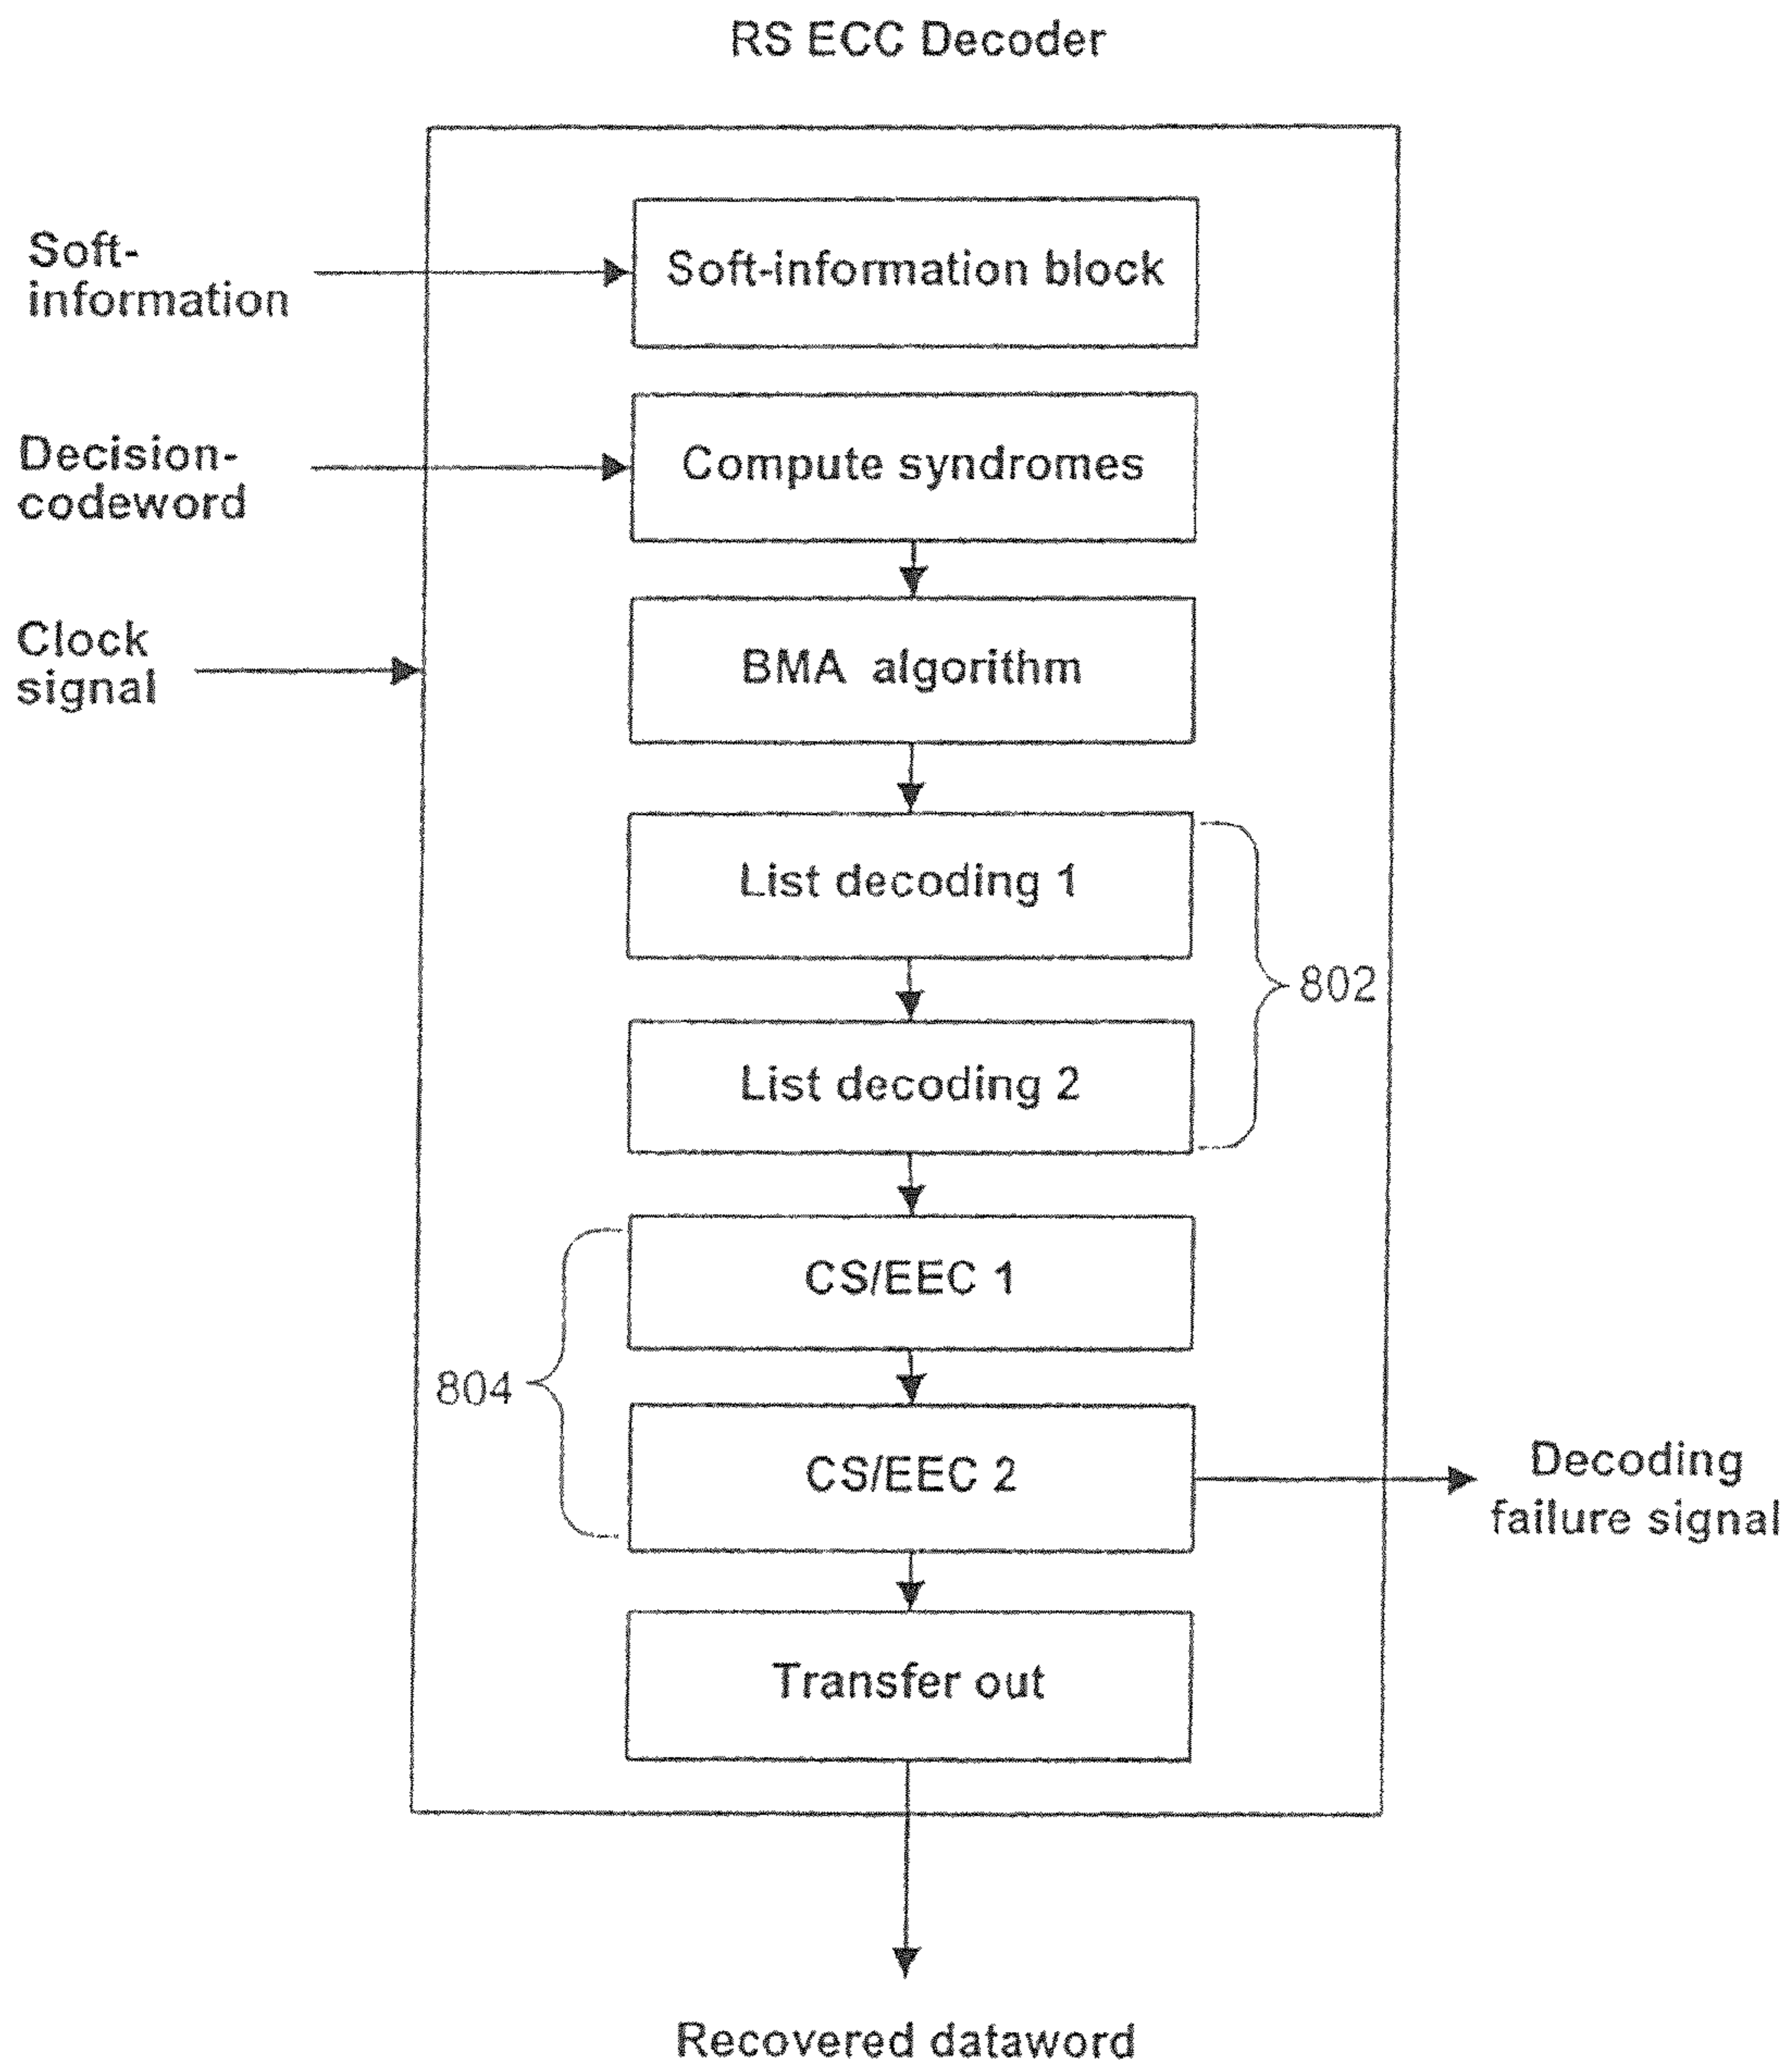 RS ECC Decoder
Soft-
information
Soft-information block
Decision-
codeword
Compute syndromes
Clock
signal
BMA algorithm
List decoding 1
802
List decoding 2
CS/EEC 1
804
CS/EEC 2
Decoding
failure signal
Transfer out
Recovered dataword